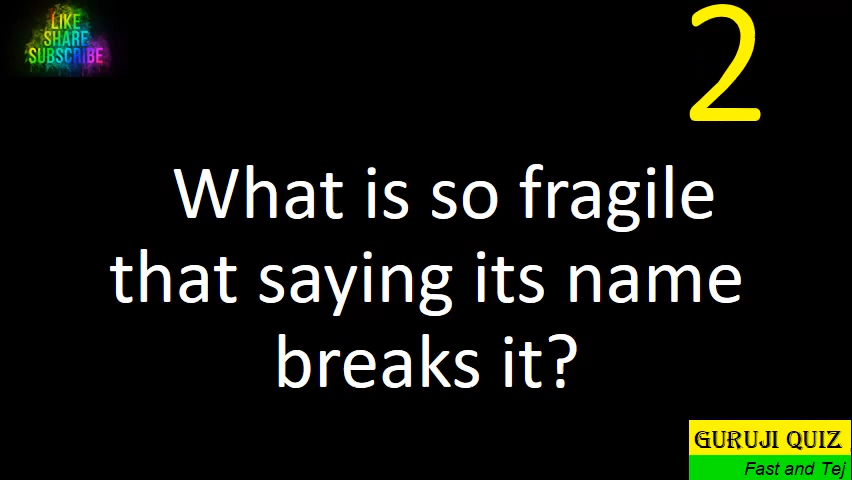 LIKE
SHARE
SUBSCRIBE
2
What is so fragile
that saying its name
breaks it?
GURUJI QUIZ
Fast and Tej